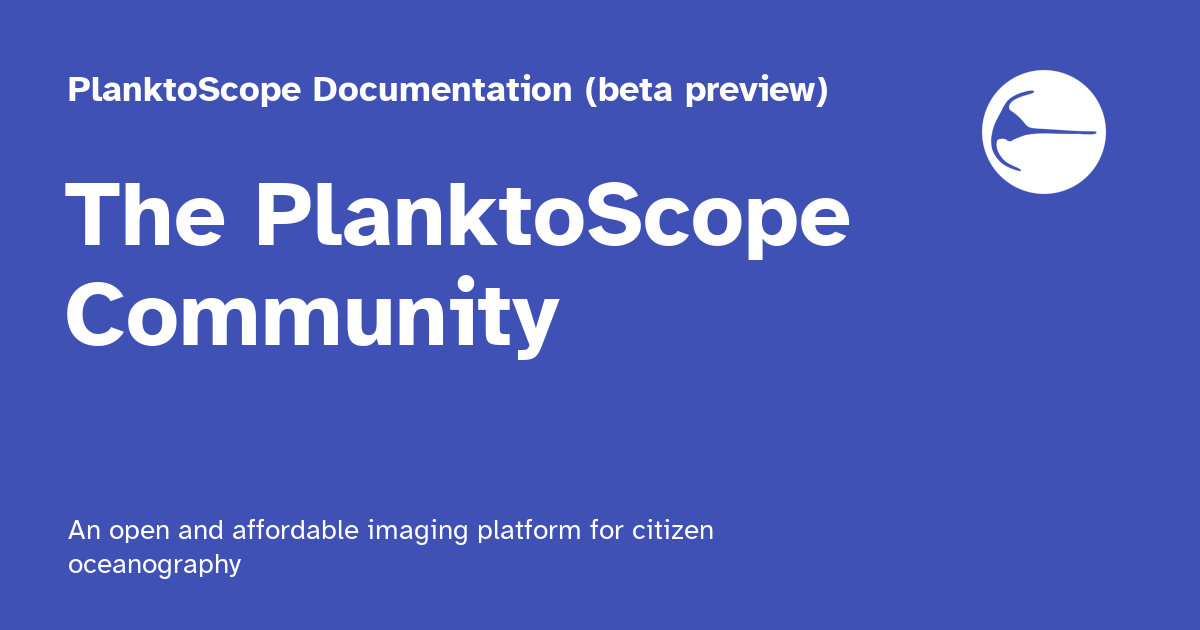 PlanktoScope Documentation (beta preview)
The PlanktoScope
Community
An open and affordable imaging platform for citizen
oceanography